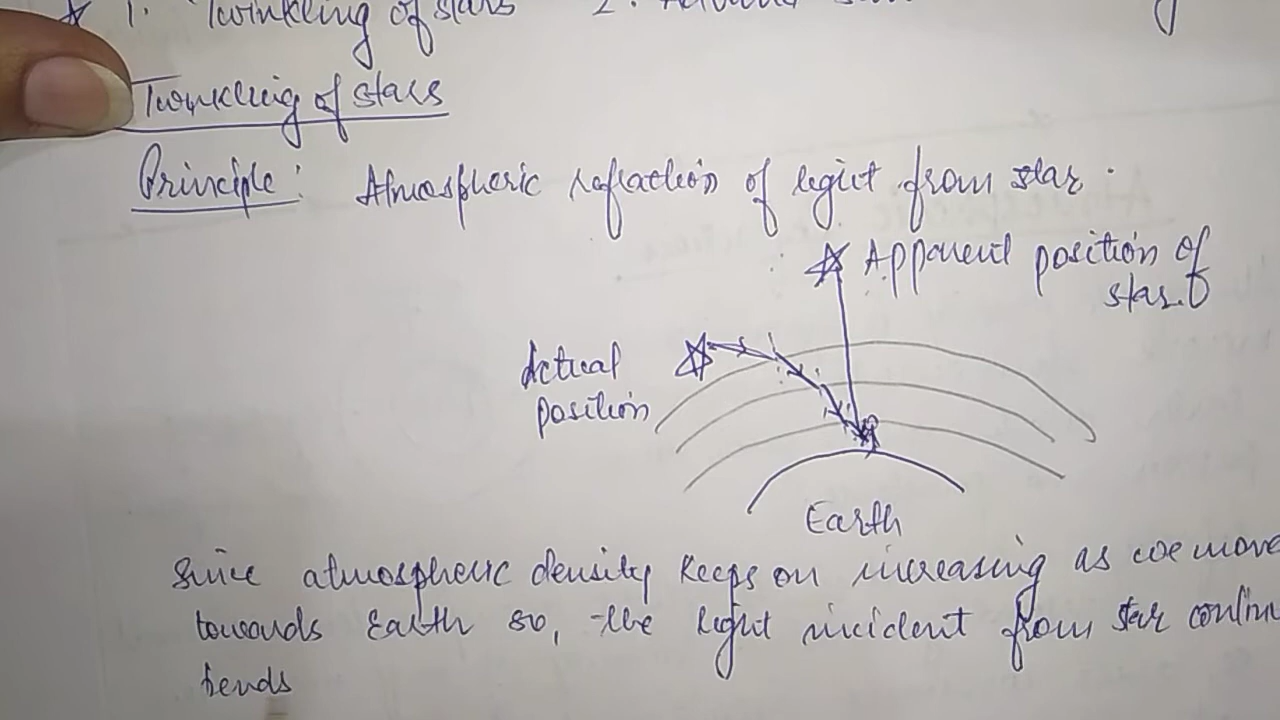 1. Twinkling of stars 2.
Twinkling of stars
Principle: Atmospheric refraction of light from star.
Apparent position of
star.
Actual
position
Earth
Since atmospheric density keeps on increasing as we move
towards Earth so, the light incident from star continu
bends